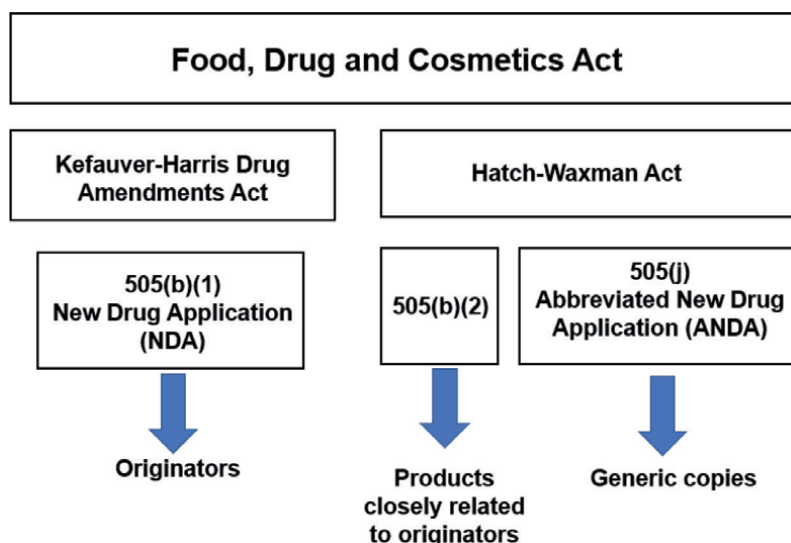 Food, Drug and Cosmetics Act
Kefauver-Harris Drug
Amendments Act
Hatch-Waxman Act
505(b)(1)
New Drug Application
(NDA)
505(b)(2)
505(j)
Abbreviated New Drug
Application (ANDA)
Originators
Products
closely related
to originators
Generic copies